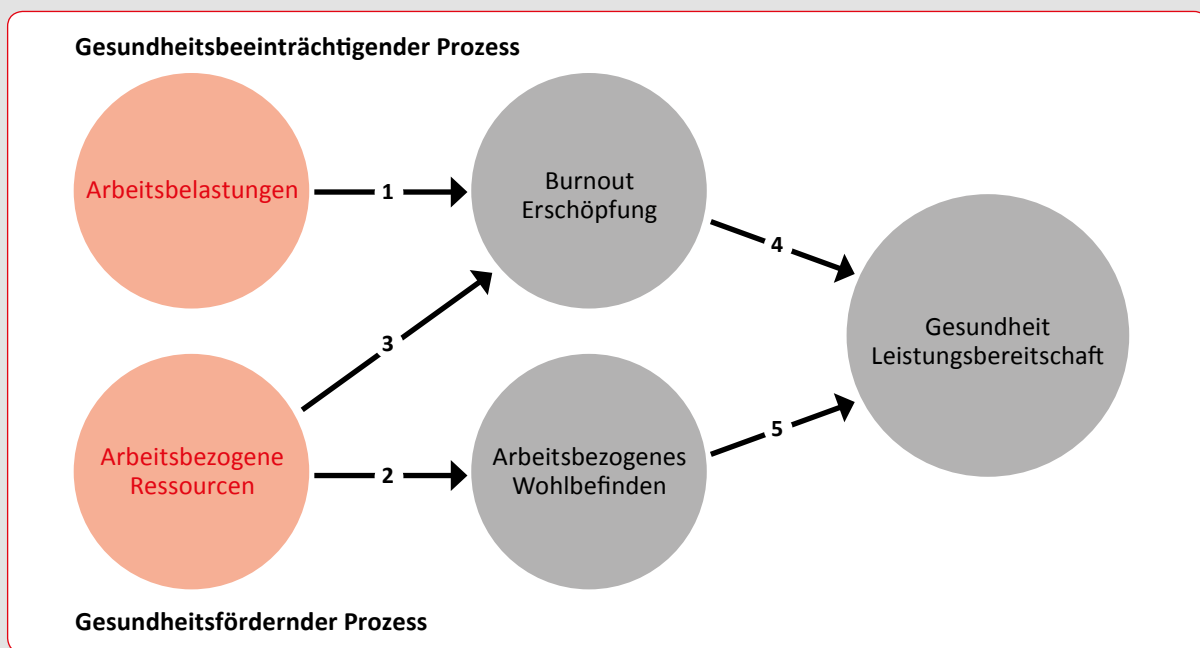 Gesundheitsbeeinträchtigender Prozess
Arbeitsbelastungen
1
Burnout
Erschöpfung
4
3
Gesundheit
Leistungsbereitschaft
Arbeitsbezogene
Ressourcen
2
Arbeitsbezogenes
Wohlbefinden
5
Gesundheitsfördernder Prozess